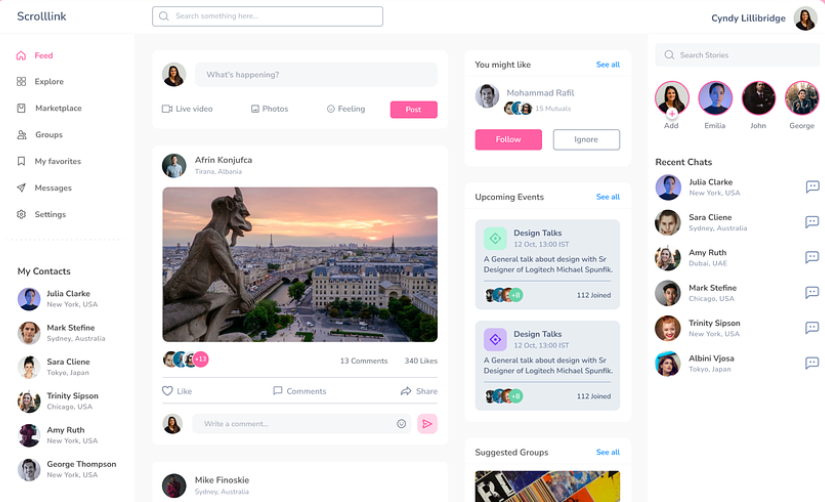 Scrolllink
Search something here...
Cyndy Lillibridge
Feed
Explore
Marketplace
Groups
My favorites
Messages
Settings
My Contacts
Julia Clarke
New York, USA
Mark Stefine
Sydney, Australia
Sara Cliene
Tokyo, Japan
Trinity Sipson
Chicago, USA
Amy Ruth
New York, USA
George Thompson
New York, USA
What's happening?
Live video
Photos
Feeling
Post
Afrin Konjufca
Tirana, Albania
+13
13 Comments
340 Likes
Like
Comments
Share
Write a comment...
Mike Finoskie
Sydney, Australia
You might like
See all
Mohammad Rafil
15 Mutuals
Follow
Ignore
Upcoming Events
See all
Design Talks
12 Oct, 13:00 IST
A General talk about design with Sr
Designer of Logitech Michael Spunfik.
+8
112 Joined
Design Talks
12 Oct, 13:00 IST
A General talk about design with Sr
Designer of Logitech Michael Spunfik.
+8
112 Joined
Suggested Groups
See all
Search Stories
Add
Emilia
John
George
Recent Chats
Julia Clarke
New York, USA
Sara Cliene
Sydney, Australia
Amy Ruth
Dubai, UAE
Mark Stefine
Chicago, USA
Trinity Sipson
New York, USA
Albini Vjosa
Tokyo, Japan